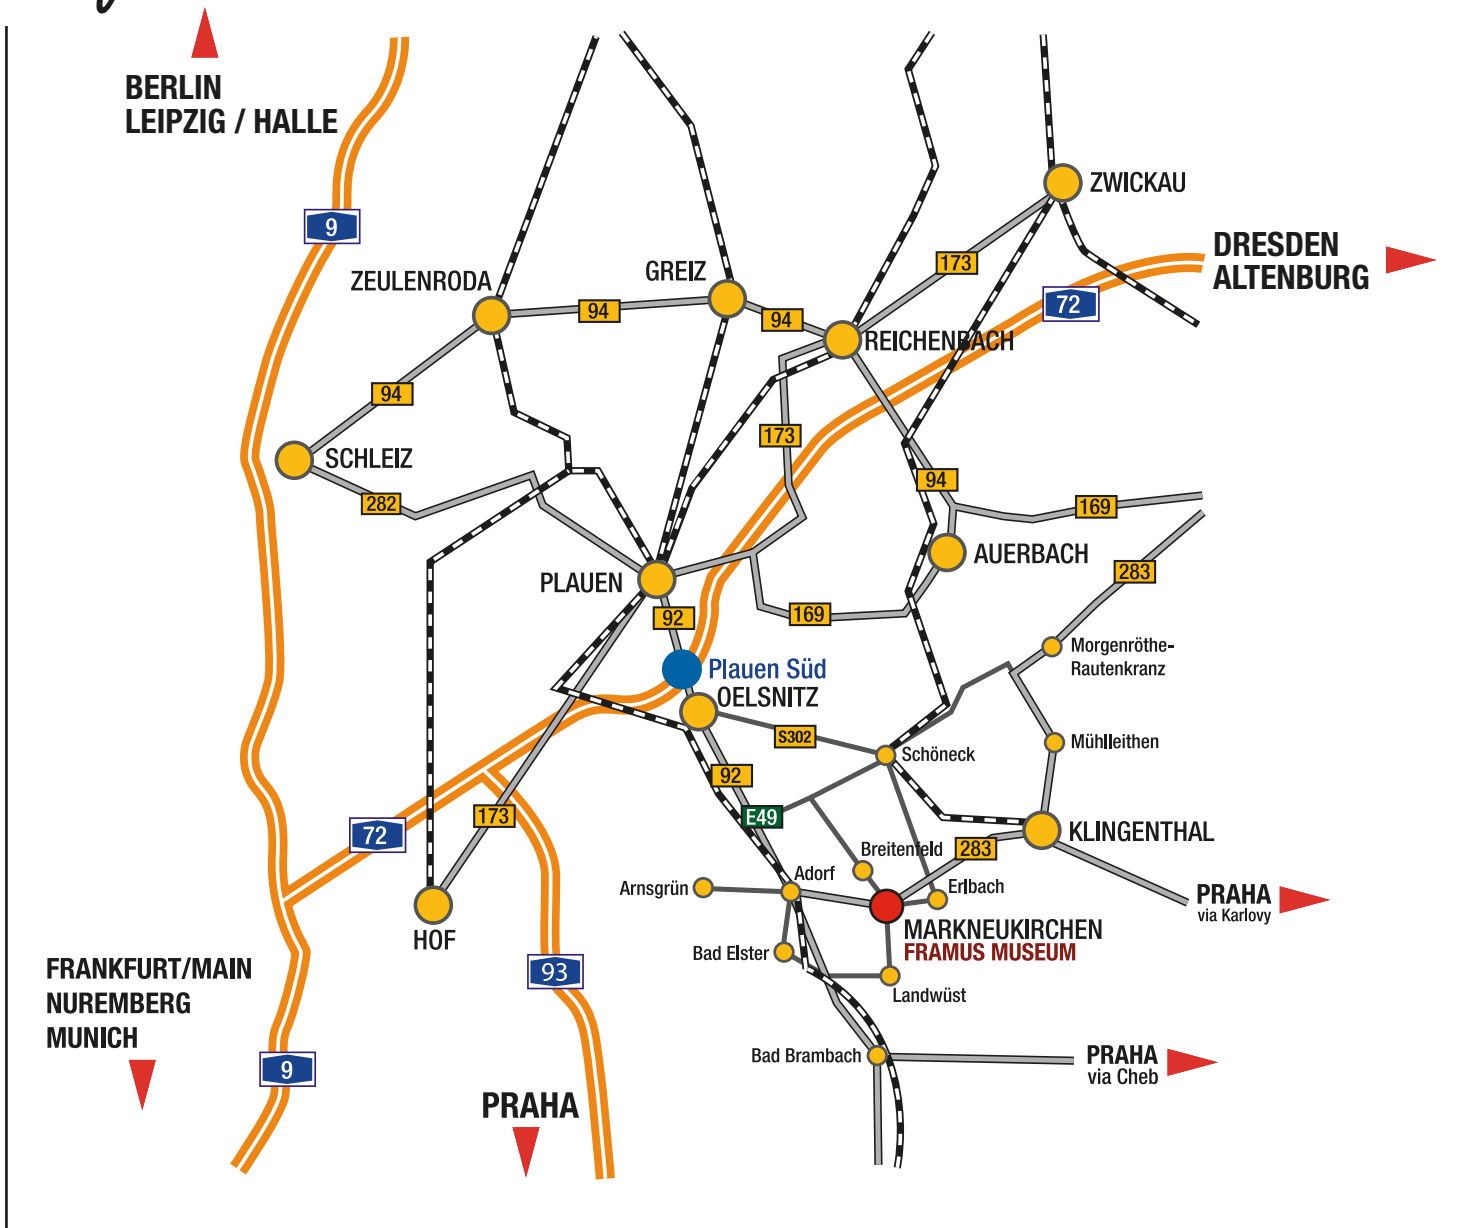 BERLIN
LEIPZIG / HALLE
9
ZWICKAU
DRESDEN
ALTENBURG
173
72
GREIZ
ZEULENRODA
94
94
REICHENBACH
94
173
SCHLEIZ
282
94
169
AUERBACH
283
PLAUEN
92
169
Morgenröthe-
Rautenkranz
Plauen Süd
OELSNITZ
S302
Schöneck
Mühlleithen
92
E49
173
72
KLINGENTHAL
283
Breitenfeld
Adorf
Arnsgrün
Erlbach
PRAHA
via Karlovy
HOF
MARKNEUKIRCHEN
FRAMUS MUSEUM
Bad Elster
93
FRANKFURT/MAIN
NUREMBERG
MUNICH
Landwüst
Bad Brambach
PRAHA
via Cheb
9
PRAHA